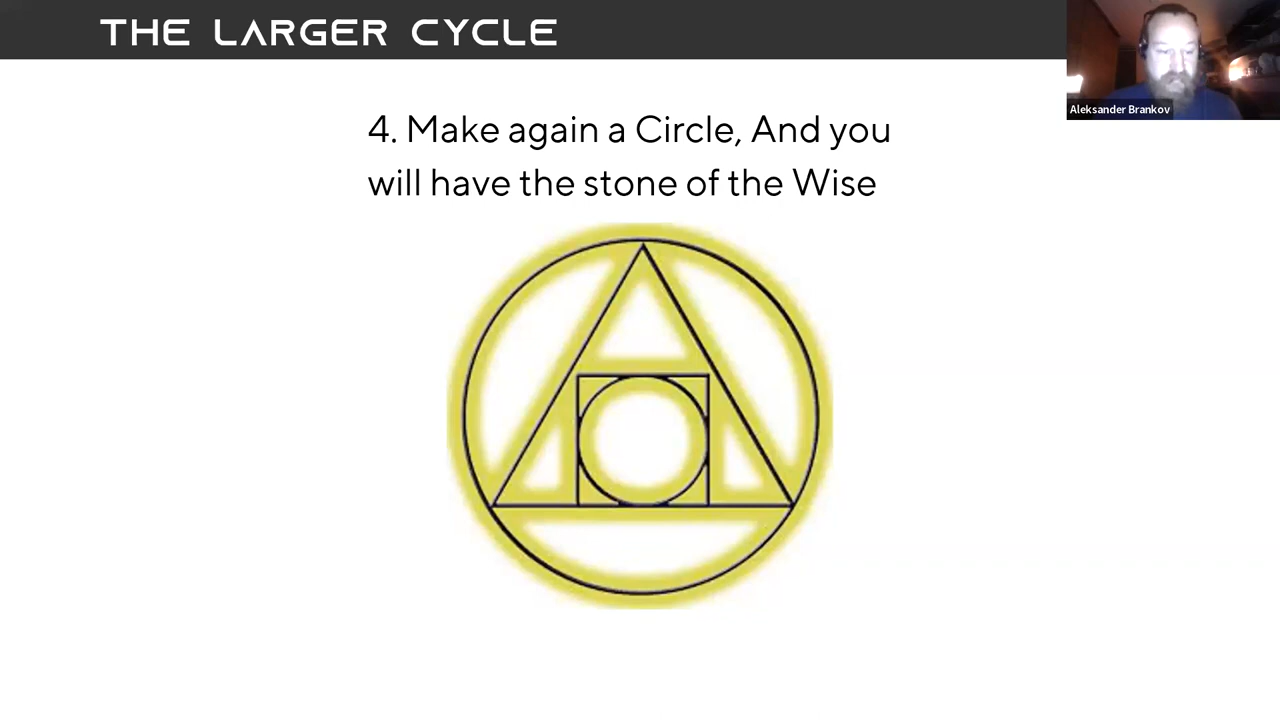 THE LARGER CYCLE
Aleksander Brankov
4. Make again a Circle, And you
will have the stone of the Wise